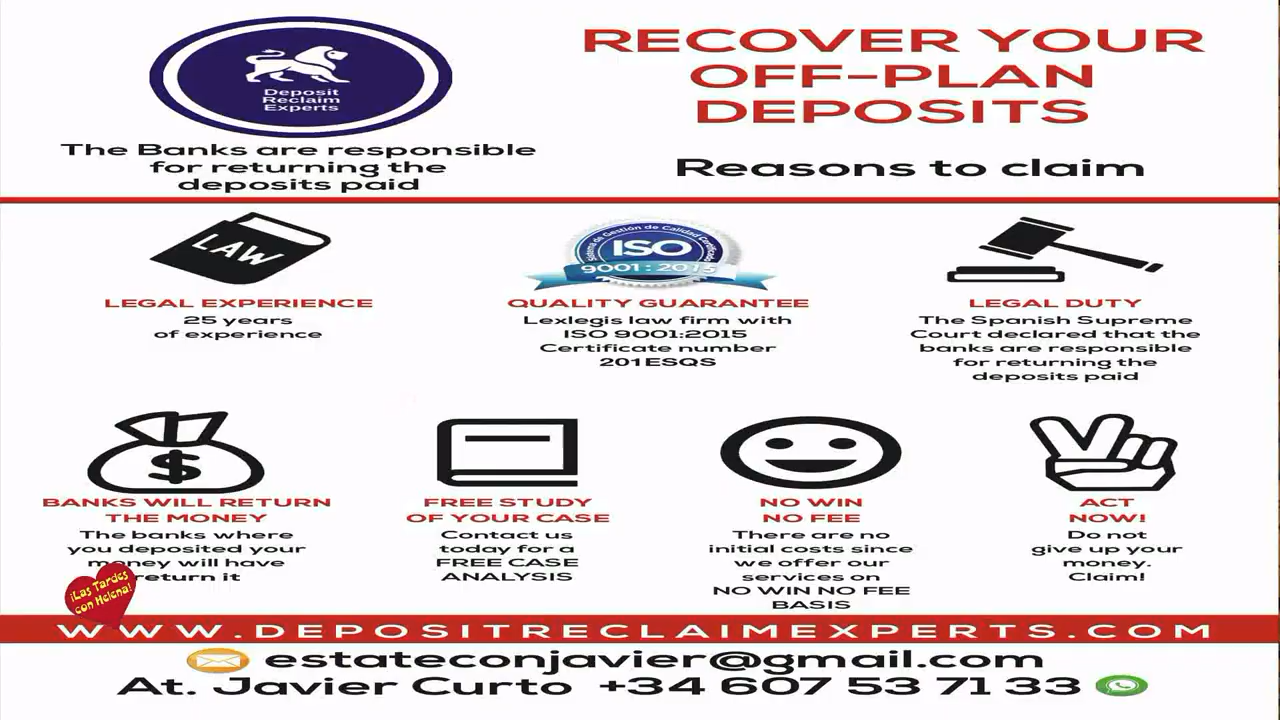 Deposit
Reclaim
Experts
The Banks are responsible
for returning the
deposits paid
RECOVER YOUR
OFF-PLAN
DEPOSITS
Reasons to claim
LAW
LEGAL EXPERIENCE
25 years
of experience
Sistema de Gestión de Calidad Certificado
ISO
9001:2015
QUALITY GUARANTEE
Lexlegis law firm with
ISO 9001:2015
Certificate number
201ESQS
LEGAL DUTY
The Spanish Supreme
Court declared that the
banks are responsible
for returning the
deposits paid
$
BANKS WILL RETURN
THE MONEY
The banks where
you deposited your
money will have
return it
FREE STUDY
OF YOUR CASE
Contact us
today for a
FREE CASE
ANALYSIS
NO WIN
NO FEE
There are no
initial costs since
we offer our
services on
NO WIN NO FEE
BASIS
ACT
NOW!
Do not
give up your
money.
Claim!
¡Las Tardes
con Helena!
WWW.DEPOSITRECLAIMEXPERTS.COM
estateconjavier@gmail.com
At. Javier Curto +34 607 53 71 33